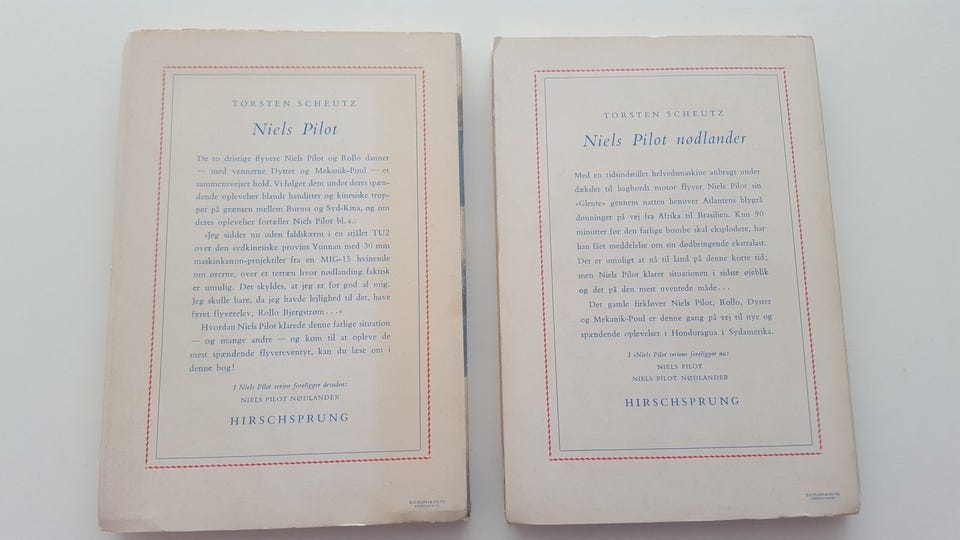 TORSTEN SCHEUTZ
Niels Pilot
De to dristige flyvere Niels Pilot og Rollo danner
— med vennerne Dyster og Mekanik-Poul — et
sammensvejset hold. Vi følger dem under deres spæn-
dende oplevelser blandt banditter og kinesiske trop-
per på grænsen mellem Burma og Syd-Kina, og om
deres oplevelser fortæller Niels Pilot bl. a.:
»Jeg sidder nu uden faldskærm i en stjålet TU2
over den sydkinesiske provins Yunnan med 30 mm
maskinkanon-projektiler fra en MIG-15 hvinende
om ørerne, over et terræn hvor nødlanding faktisk
er umulig. Det skyldes, at jeg er for god af mig.
Jeg skulle bare, da jeg havde lejlighed til det, have
fyret flyverelev, Rollo Bjergstrøm . . .«
Hvordan Niels Pilot klarede denne farlige situation
— og mange andre — og kom til at opleve de
mest spændende flyvereventyr, kan du læse om i
denne bog!
I Niels Pilot serien foreligger desuden:
NIELS PILOT NØDLANDER
HIRSCHSPRUNG
TORSTEN SCHEUTZ
Niels Pilot nødlander
Med en tidsindstillet helvedsmaskine anbragt under
dækslet til bagbords motor flyver Niels Pilot sin
»Glente« gennem natten henover Atlantens blygrå
dønninger på vej fra Afrika til Brasilien. Kun 90
minutter før den farlige bombe skal eksplodere, har
han fået meddelelse om sin dødbringende ekstralast.
Det er umuligt at nå til land på denne korte tid;
men Niels Pilot klarer situationen i sidste øjeblik
og det på den mest uventede måde . . .
Det gamle firkløver Niels Pilot, Rollo, Dyster
og Mekanik-Poul er denne gang på vej til nye og
spændende oplevelser i Honduragua i Sydamerika.
I »Niels Pilot serien« foreligger nu:
NIELS PILOT
NIELS PILOT NØDLANDER
HIRSCHSPRUNG